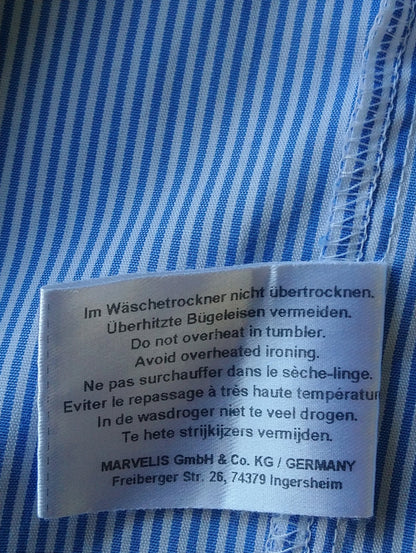 Im Wäschetrockner nicht übertrocknen.
Überhitzte Bügeleisen vermeiden.
Do not overheat in tumbler.
Avoid overheated ironing.
Ne pas surchauffer dans le sèche-linge.
Eviter le repassage à très haute températur
In de wasdroger niet te veel drogen.
Te hete strijkijzers vermijden.
MARVELIS GmbH & Co. KG / GERMANY
Freiberger Str. 26, 74379 Ingersheim